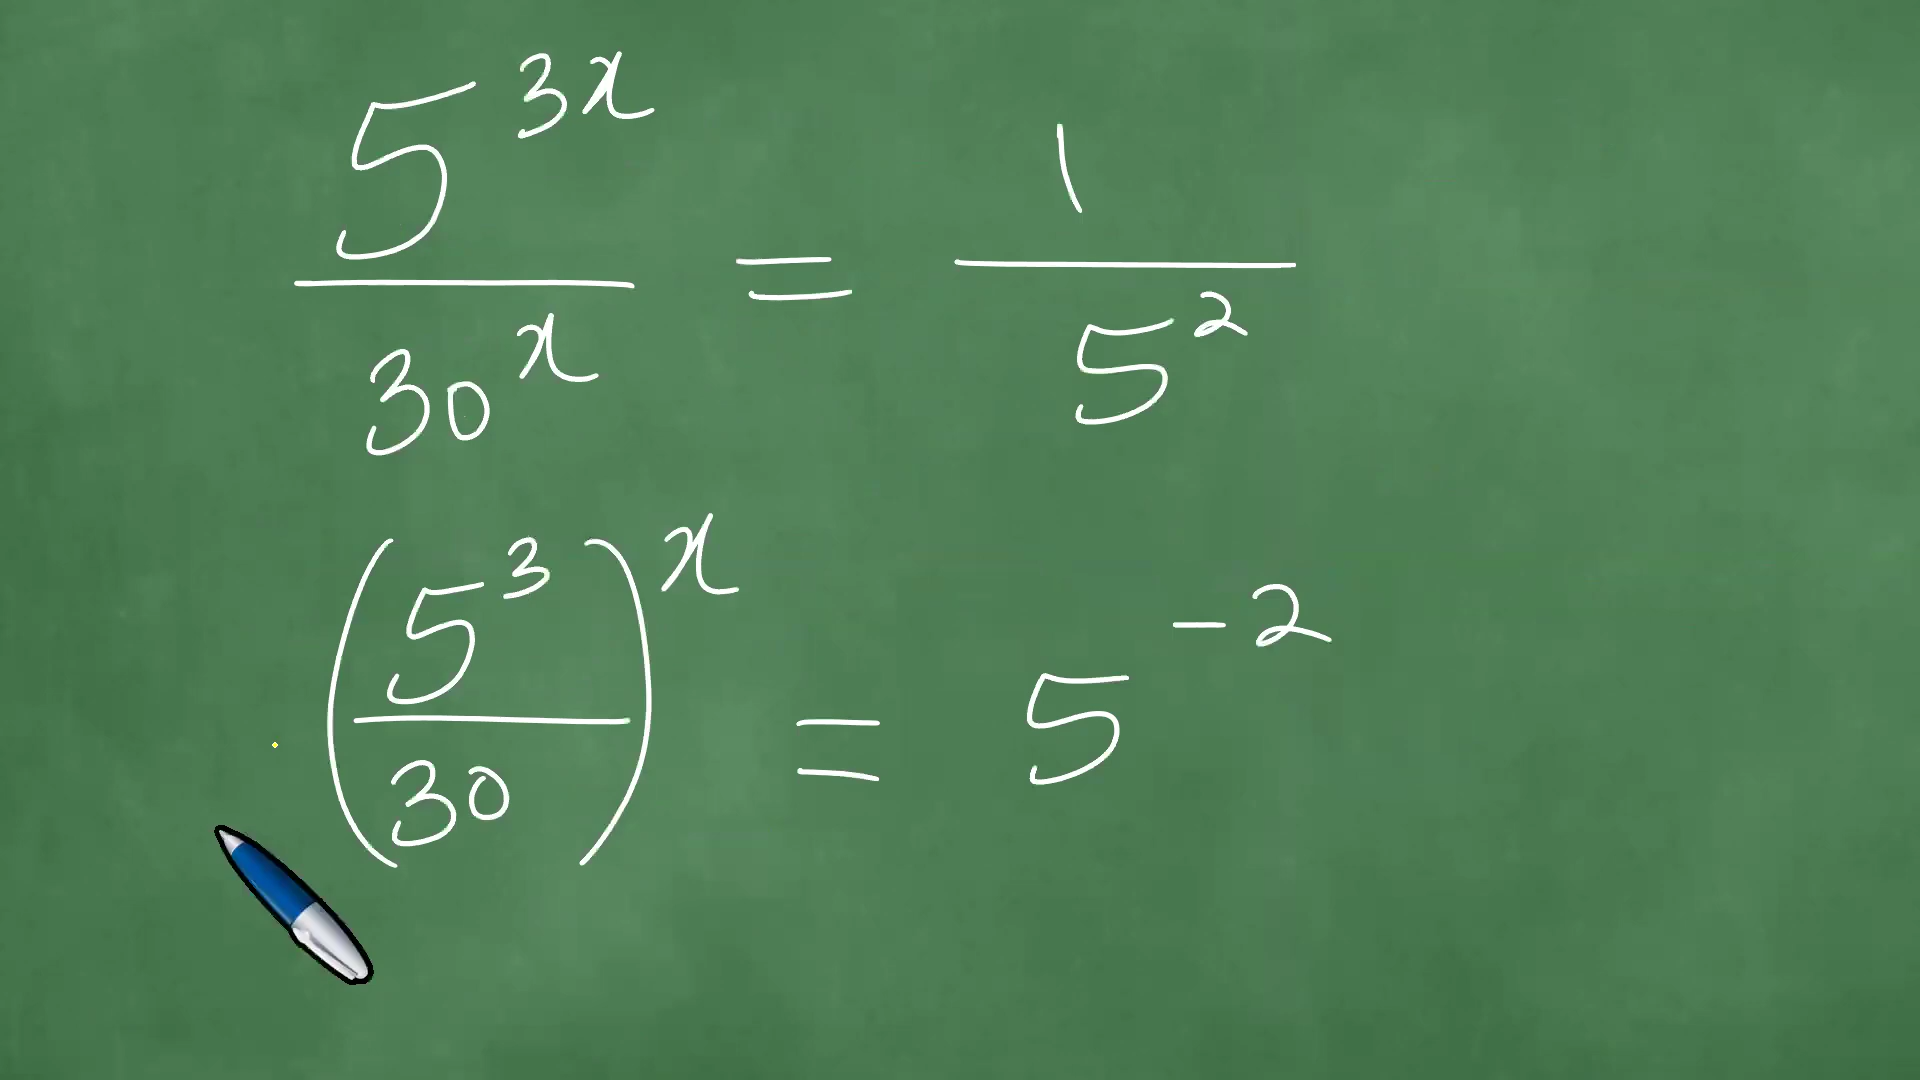 5^{3x} / 30^x = 1 / 5^2
(5^3 / 30)^x = 5^{-2}